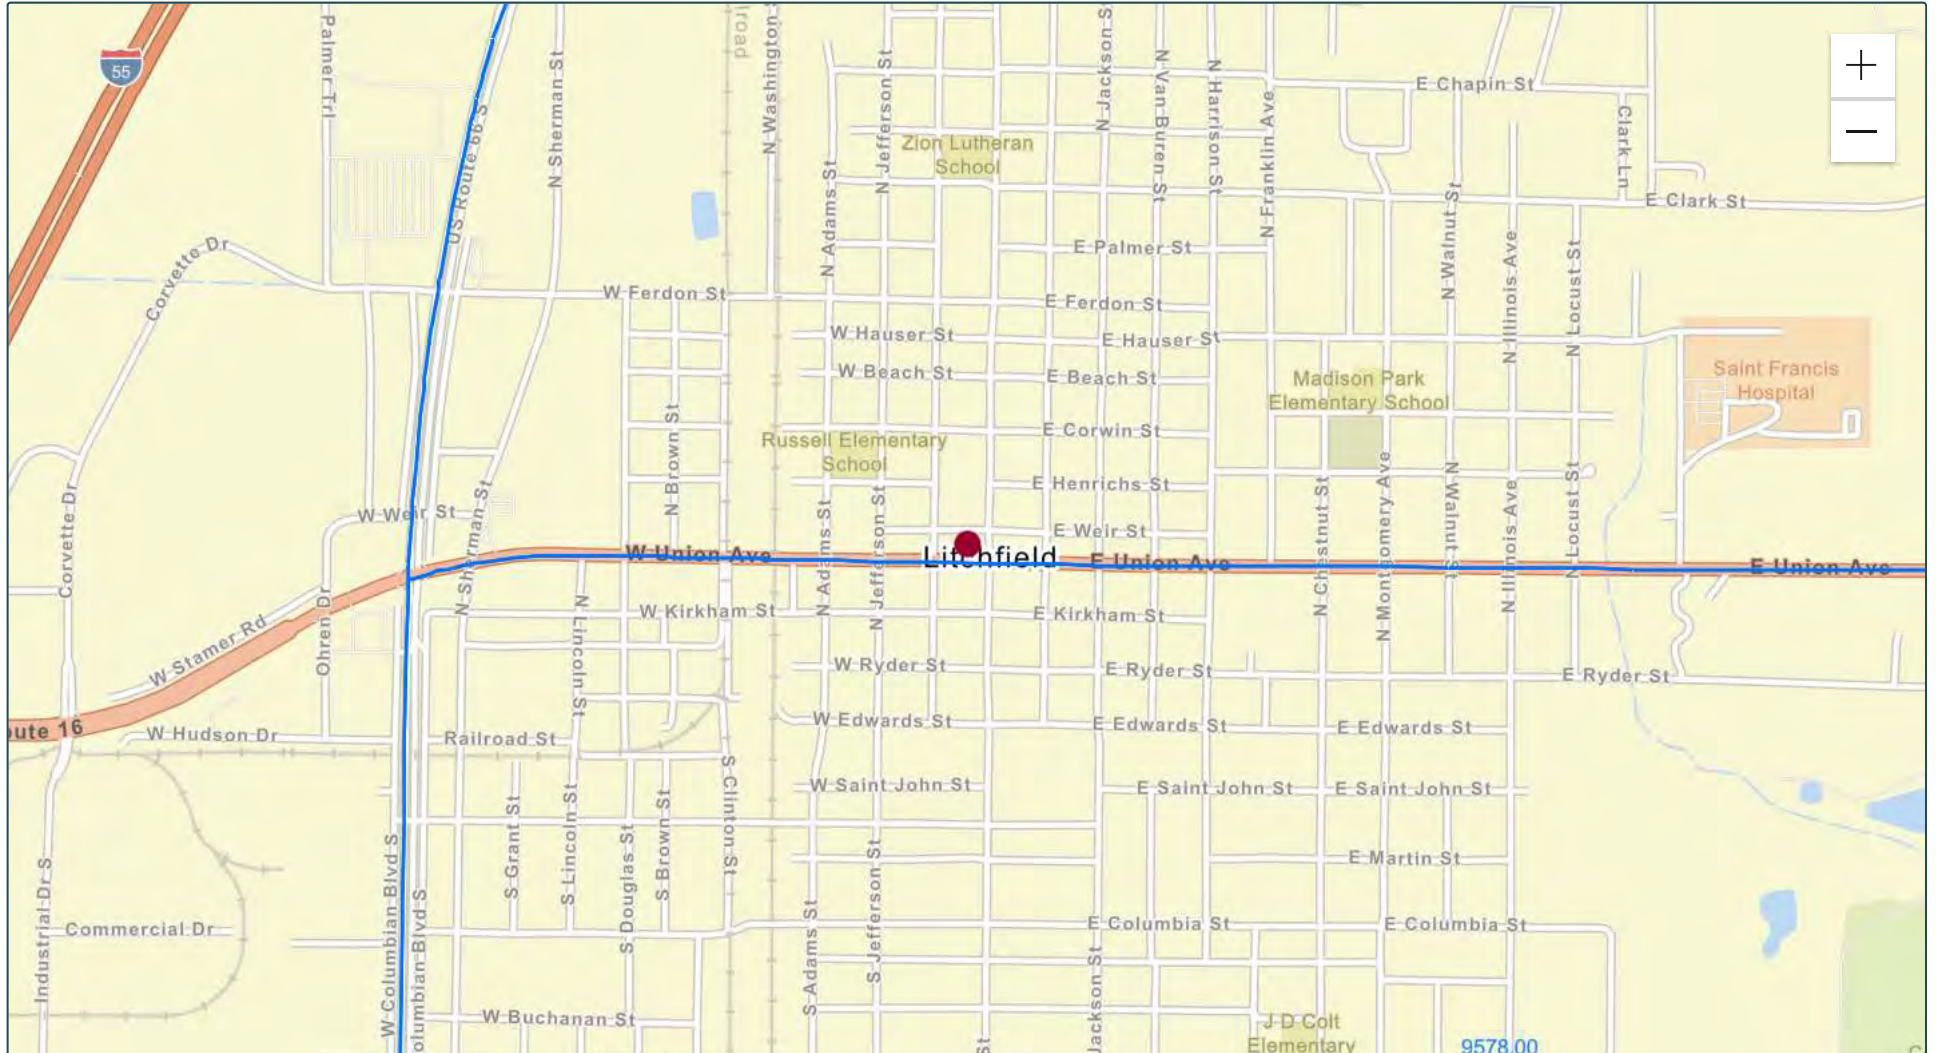 55
Palmer Trl
US Route 66 S
N Sherman St
lroad
N Washington S
N Jefferson St
N Adams St
Zion Lutheran
School
N Jackson S
N Van Buren St
N Harrison St
N Franklin Ave
E Chapin St
Clark Ln
E Clark St
+
−
Corvette Dr
E Palmer St
N Walnut St
N Illinois Ave
N Locust St
W Ferdon St
E Ferdon St
W Hauser St
E Hauser St
W Beach St
E Beach St
Madison Park
Elementary School
Saint Francis
Hospital
N Brown St
Russell Elementary
School
E Corwin St
E Henrichs St
Corvette Dr
W Weir St
N Sherman St
N Adams St
N Jefferson St
E Weir St
N Chestnut St
N Montgomery Ave
N Walnut St
N Illinois Ave
N Locust St
W Union Ave
Litchfield
E Union Ave
E Union Ave
W Stamer Rd
Ohren Dr
N Lincoln St
W Kirkham St
E Kirkham St
W Ryder St
E Ryder St
E Ryder St
oute 16
W Hudson Dr
Railroad St
W Edwards St
E Edwards St
E Edwards St
W Saint John St
E Saint John St
E Saint John St
S Grant St
S Lincoln St
S Douglas St
S Brown St
S Clinton St
E Martin St
Industrial Dr S
Commercial Dr
W Columbian Blvd S
olumbian Blvd S
S Adams St
S Jefferson St
E Columbia St
E Columbia St
W Buchanan St
St
Jackson St
J D Colt
Elementary
9578.00